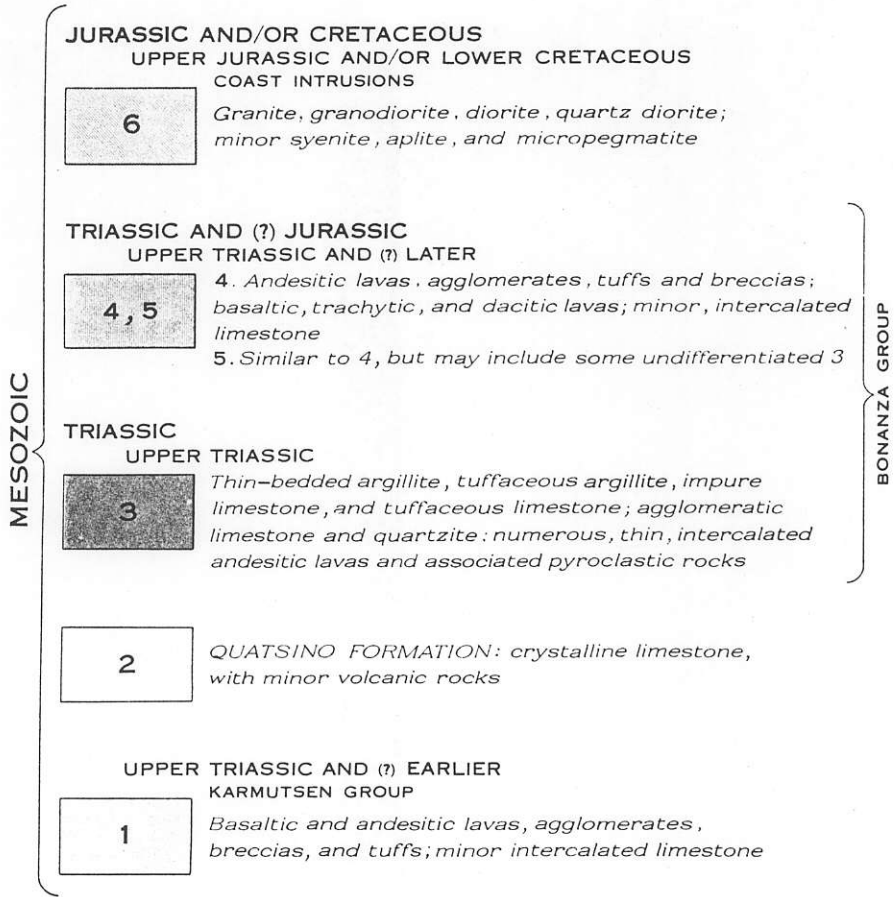 MESOZOIC
JURASSIC AND/OR CRETACEOUS
UPPER JURASSIC AND/OR LOWER CRETACEOUS
COAST INTRUSIONS
6
Granite, granodiorite, diorite, quartz diorite;
minor syenite, aplite, and micropegmatite
TRIASSIC AND (?) JURASSIC
UPPER TRIASSIC AND (?) LATER
4, 5
4. Andesitic lavas, agglomerates, tuffs and breccias;
basaltic, trachytic, and dacitic lavas; minor, intercalated
limestone
5. Similar to 4, but may include some undifferentiated 3
BONANZA GROUP
TRIASSIC
UPPER TRIASSIC
3
Thin-bedded argillite, tuffaceous argillite, impure
limestone, and tuffaceous limestone; agglomeratic
limestone and quartzite: numerous, thin, intercalated
andesitic lavas and associated pyroclastic rocks
2
QUATSINO FORMATION: crystalline limestone,
with minor volcanic rocks
UPPER TRIASSIC AND (?) EARLIER
KARMUTSEN GROUP
1
Basaltic and andesitic lavas, agglomerates,
breccias, and tuffs; minor intercalated limestone